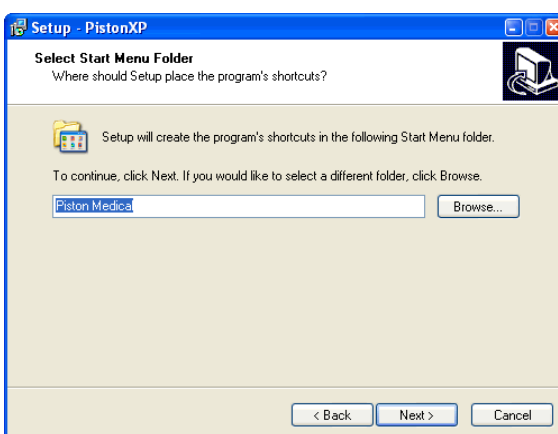 Setup - PistonXP
Select Start Menu Folder
Where should Setup place the program's shortcuts?
Setup will create the program's shortcuts in the following Start Menu folder.
To continue, click Next. If you would like to select a different folder, click Browse.
Piston Medical
Browse...
< Back
Next >
Cancel